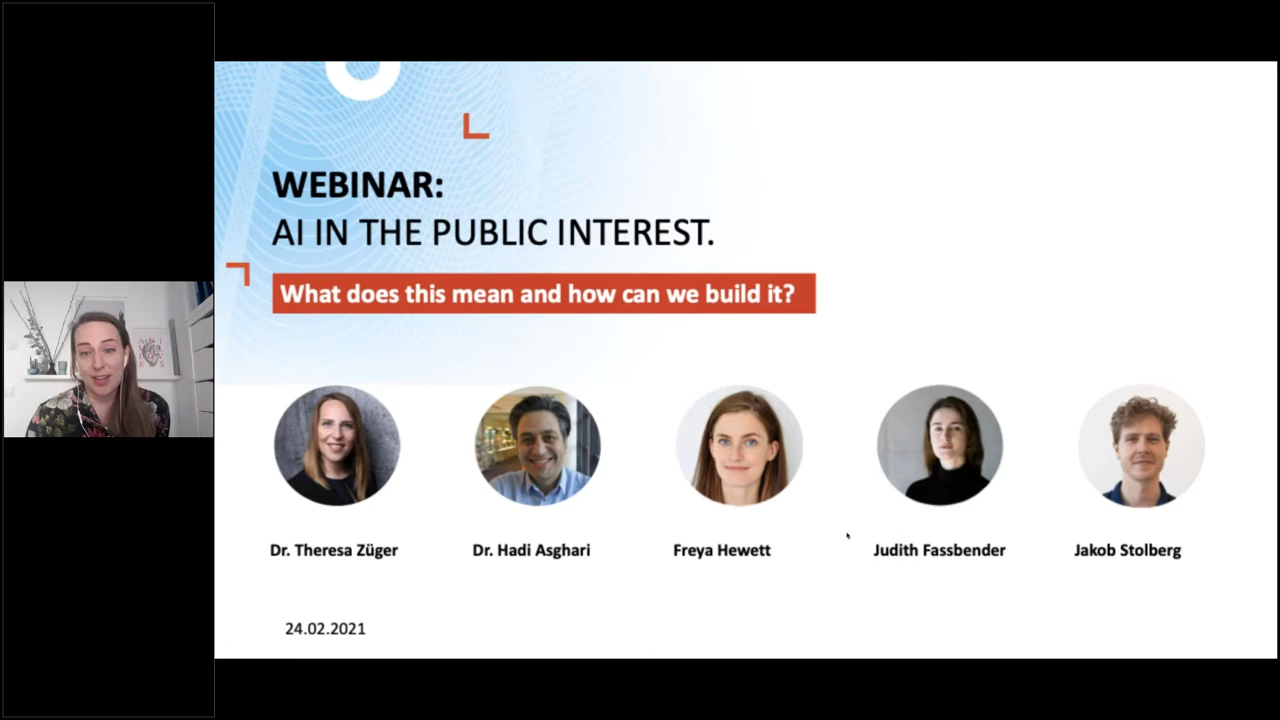 WEBINAR:
AI IN THE PUBLIC INTEREST.
What does this mean and how can we build it?
Dr. Theresa Züger
Dr. Hadi Asghari
Freya Hewett
Judith Fassbender
Jakob Stolberg
24.02.2021